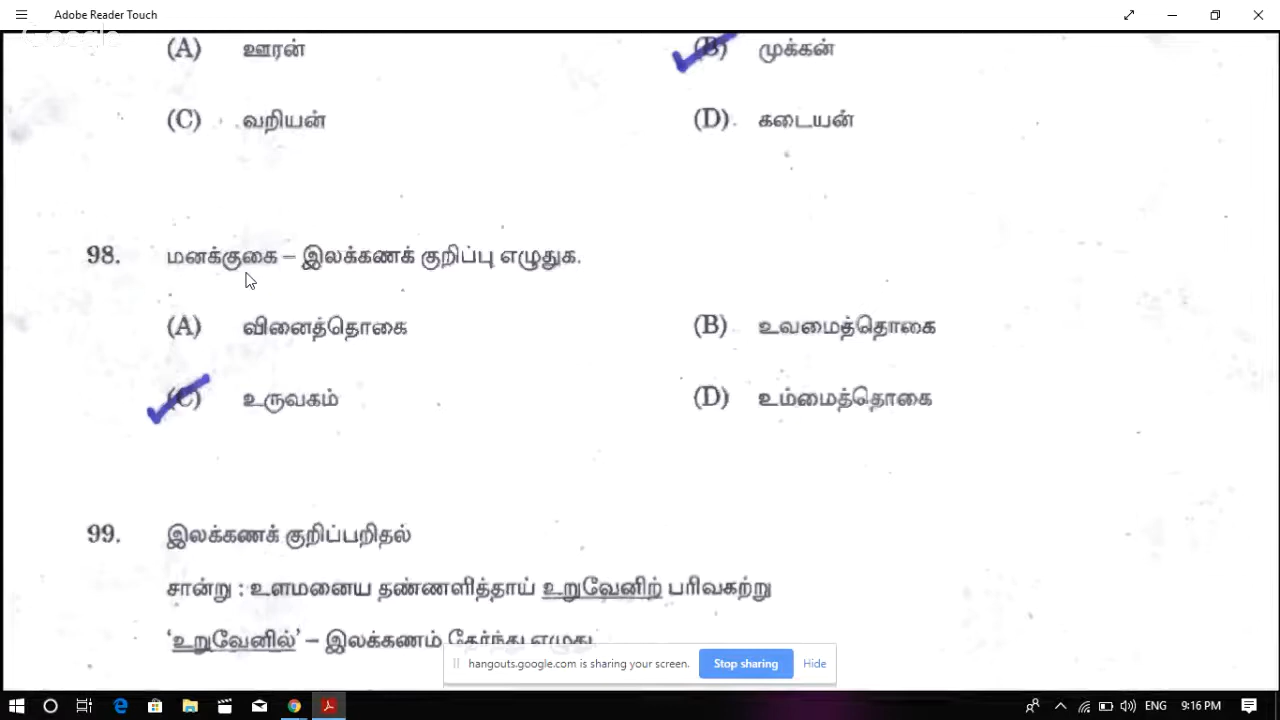 Adobe Reader Touch
Google
(A) ஊரன் (B) முக்கன்
(C) வறியன் (D) கடையன்
98. மனக்குகை – இலக்கணக் குறிப்பு எழுதுக.
(A) வினைத்தொகை (B) உவமைத்தொகை
(C) உருவகம் (D) உம்மைத்தொகை
99. இலக்கணக் குறிப்பறிதல்
சான்று : உளமனைய தண்ணளித்தாய் உறுவேனிற் பரிவகற்று
‘உறுவேனில்’ – இலக்கணம் தேர்ந்து எழுது.
hangouts.google.com is sharing your screen. Stop sharing Hide
ENG 9:16 PM